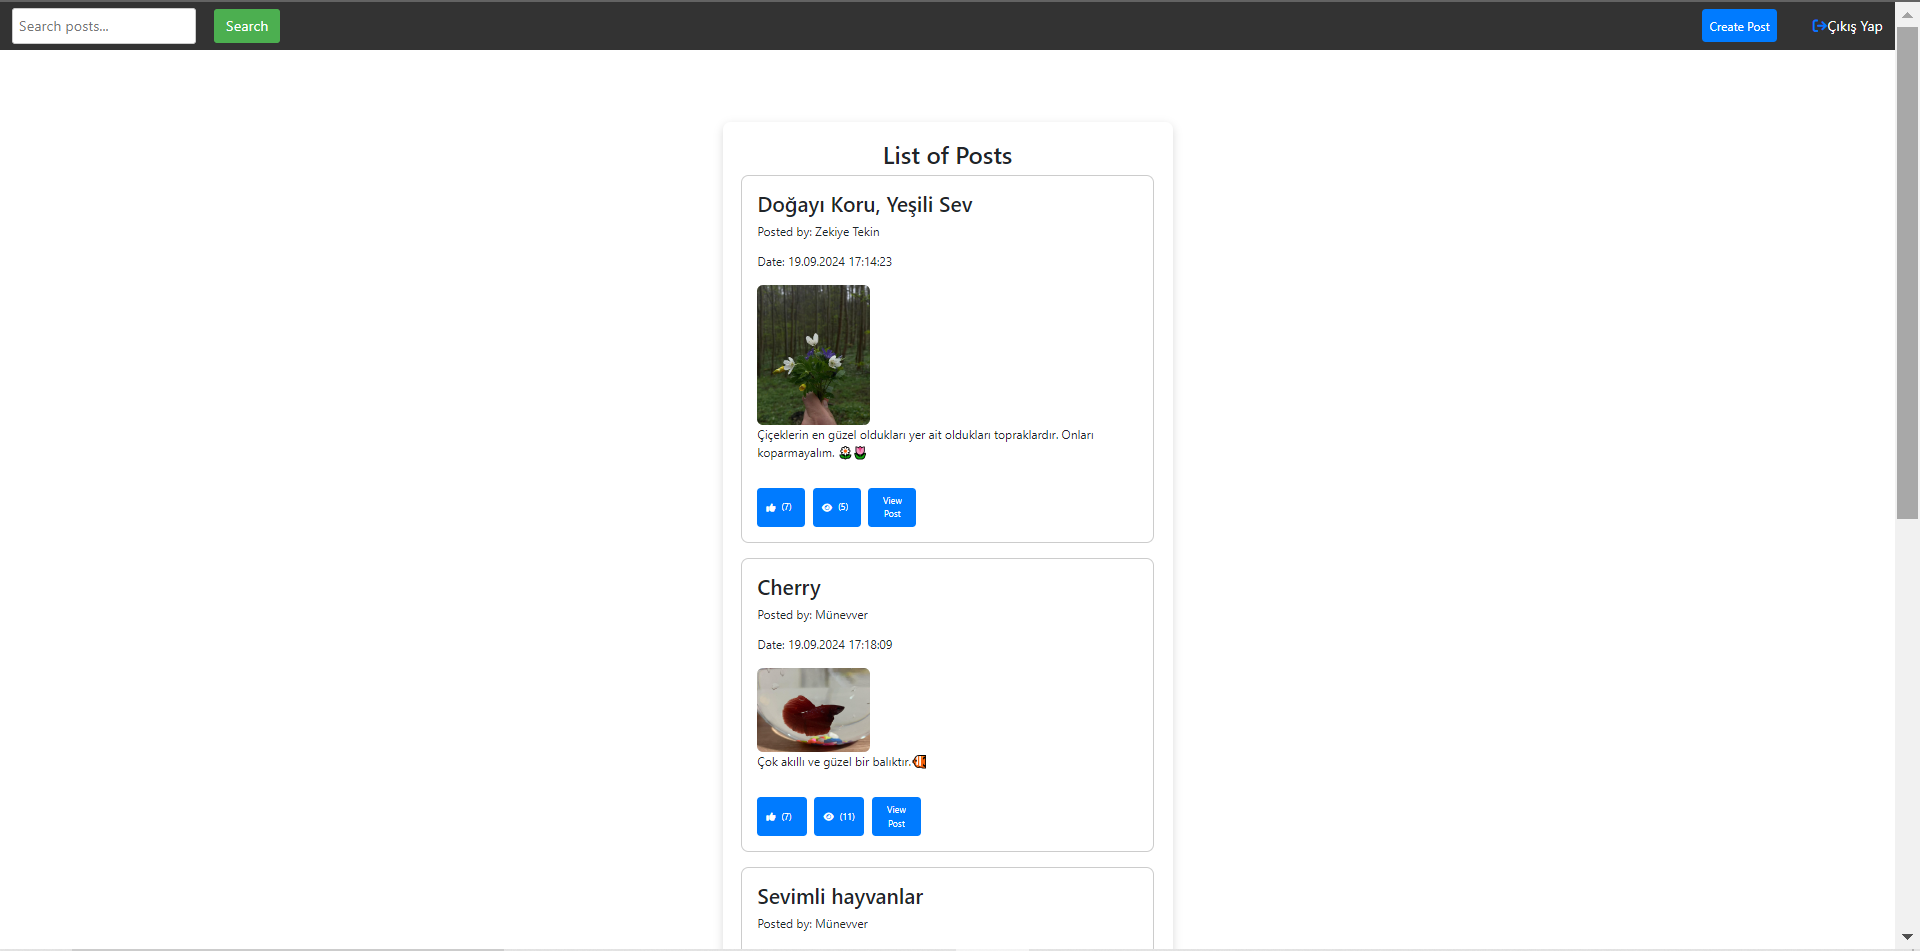 Search posts...
Search
Create Post
Çıkış Yap
List of Posts
Doğayı Koru, Yeşili Sev
Posted by: Zekiye Tekin
Date: 19.09.2024 17:14:23
Çiçeklerin en güzel oldukları yer ait oldukları topraklardır. Onları
koparmayalım. 🌼🌷
(7)
(5)
View
Post
Cherry
Posted by: Münevver
Date: 19.09.2024 17:18:09
Çok akıllı ve güzel bir balıktır.🐠
(7)
(11)
View
Post
Sevimli hayvanlar
Posted by: Münevver